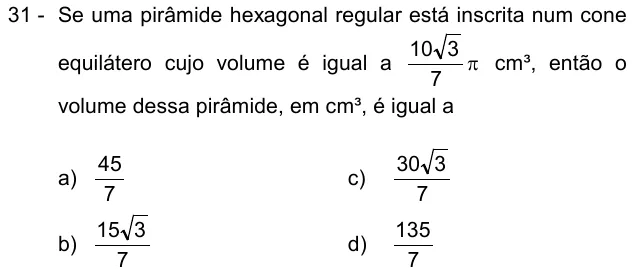 31 - Se uma pirâmide hexagonal regular está inscrita num cone
equilátero cujo volume é igual a 10√3/7 π cm³, então o
volume dessa pirâmide, em cm³, é igual a
a) 45/7
c) 30√3/7
b) 15√3/7
d) 135/7